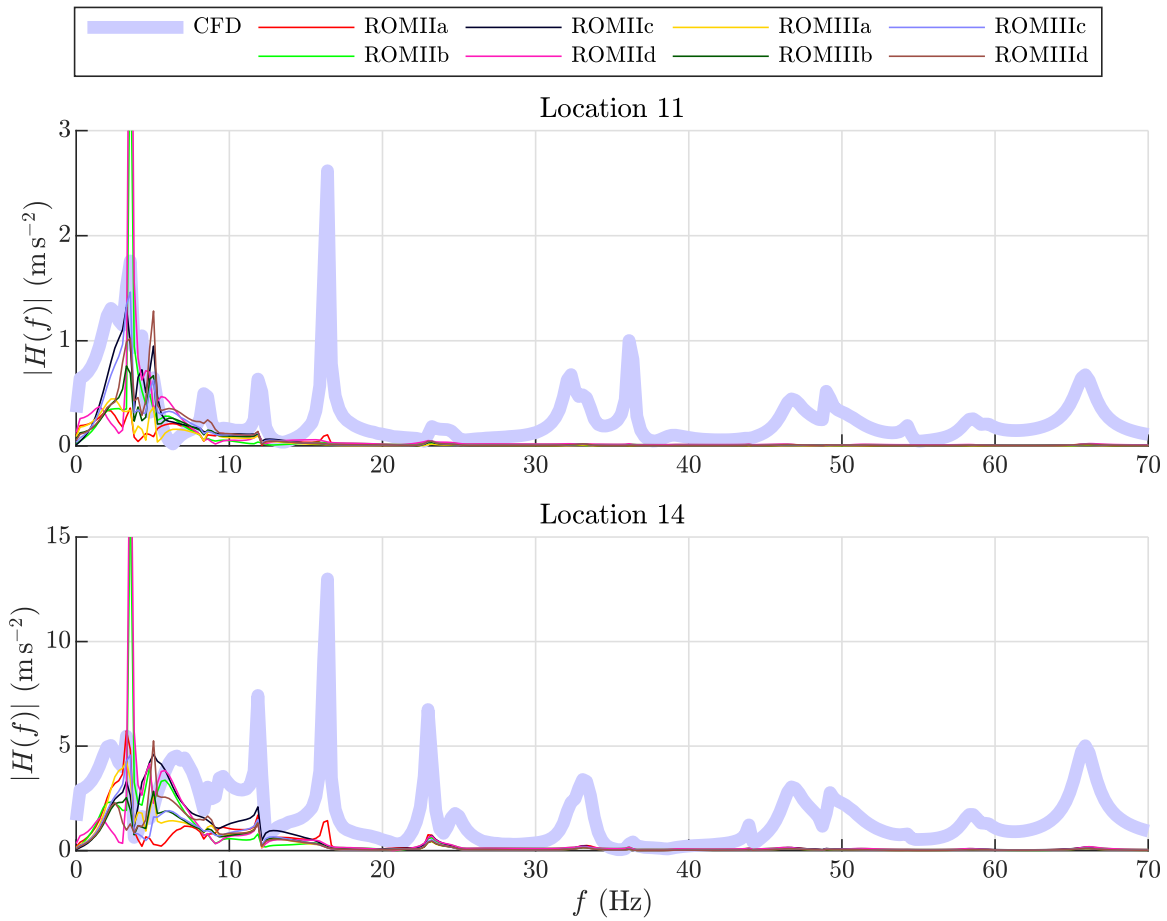 CFD ROMIIa ROMIIc ROMIIIa ROMIIIc
ROMIIb ROMIId ROMIIIb ROMIIId
Location 11
|H(f)| (m s⁻²)
3
2
1
0
0 10 20 30 40 50 60 70
Location 14
|H(f)| (m s⁻²)
15
10
5
0
0 10 20 30 40 50 60 70
f (Hz)